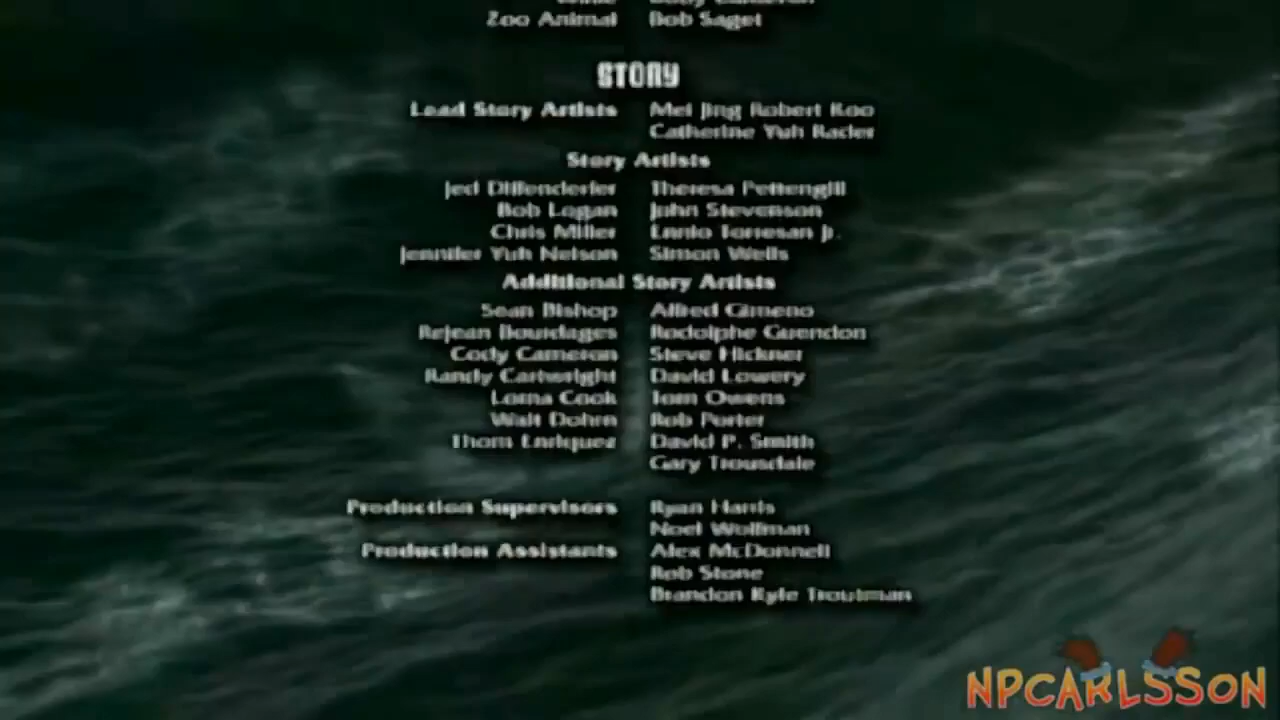 Zoo Animal Bob Saget
STORY
Lead Story Artists Mei Jing Robert Koo
Catherine Yuh Rader
Story Artists
Jed Diffenderfer Theresa Pettengill
Bob Logan John Stevenson
Chris Miller Ennio Torresan Jr.
Jennifer Yuh Nelson Simon Wells
Additional Story Artists
Sean Bishop Alfred Gimeno
Rejean Bourdages Rodolphe Guenoden
Cody Cameron Steve Hickner
Randy Cartwright David Lowery
Lorna Cook Tom Owens
Walt Dohrn Rob Porter
Thom Enriquez David P. Smith
Gary Trousdale
Production Supervisors Ryan Harris
Noel Wolfman
Production Assistants Alex McDonnell
Rob Stone
Brandon Kyle Troutman
NPCARLSSON